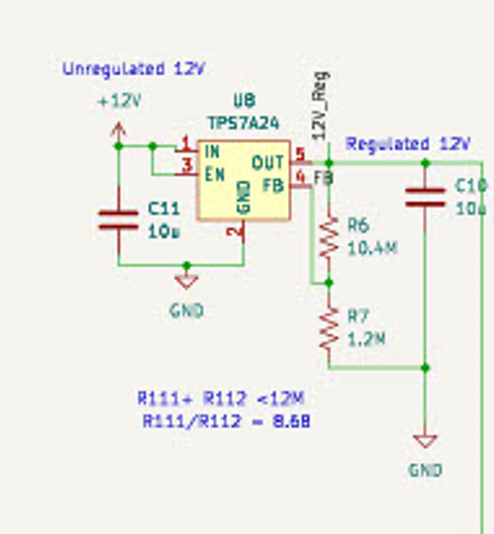 Unregulated 12V
+12V
U8
TPS7A24
12V_Reg
Regulated 12V
1
IN
3
EN
GND
2
OUT
5
FB
4
FB
C11
10u
C10
10u
R6
10.4M
R7
1.2M
GND
R111+ R112 <12M
R111/R112 = 8.68
GND